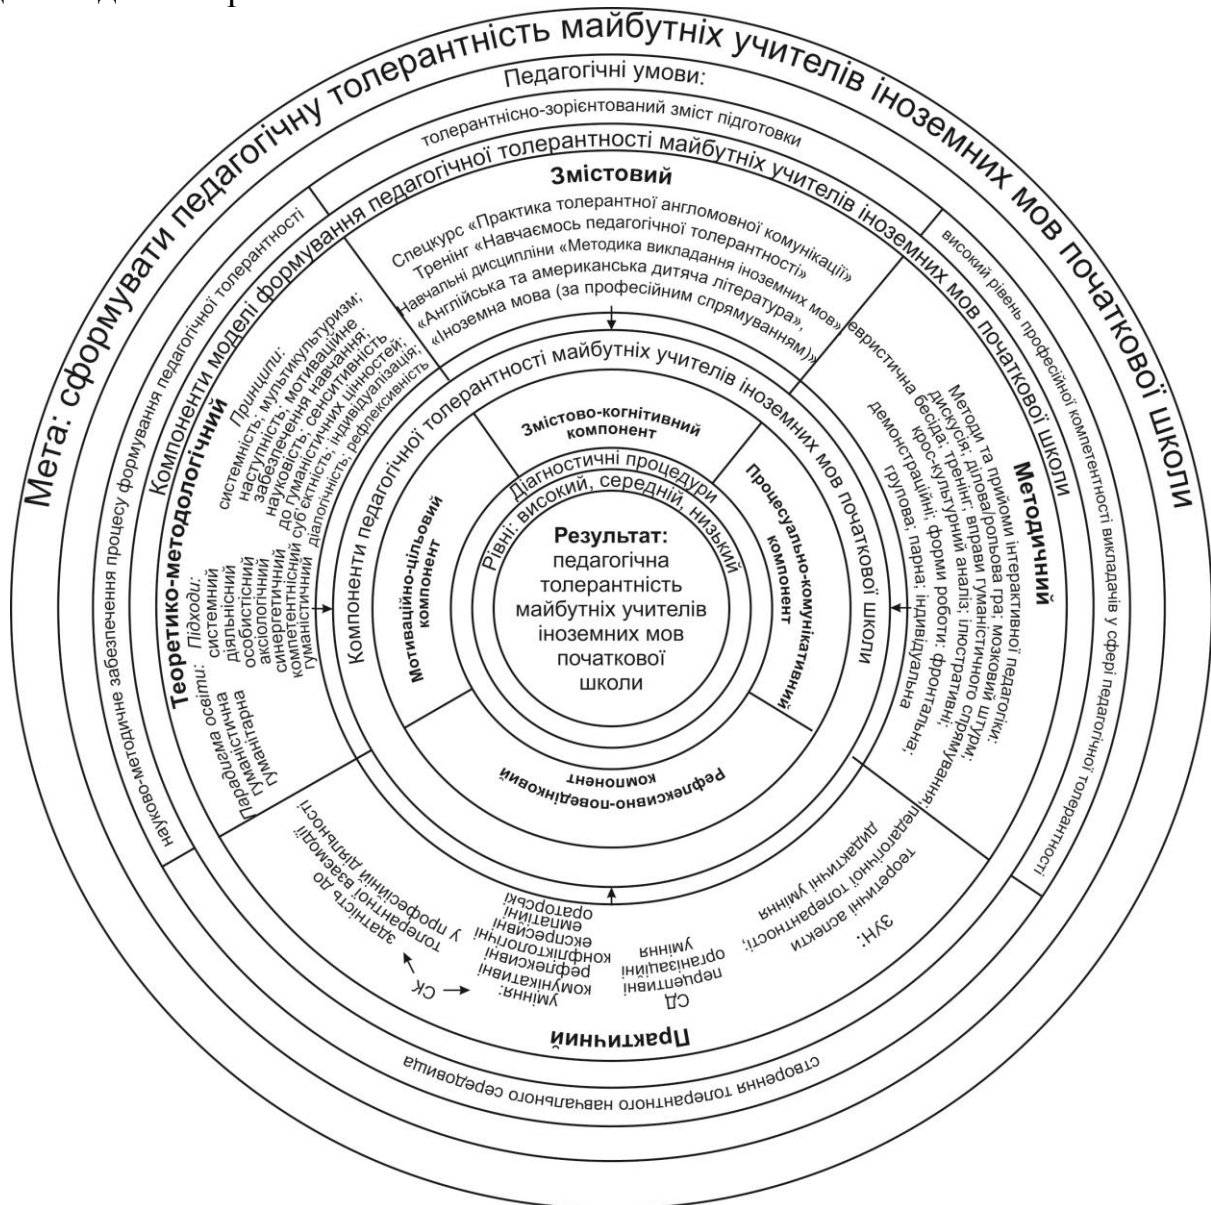 Мета: сформувати педагогічну толерантність майбутніх учителів іноземних мов початкової школи
Педагогічні умови:
толерантнісно-зорієнтований зміст підготовки
високий рівень професійної компетентності викладачів у сфері педагогічної толерантності
створення толерантного навчального середовища
науково-методичне забезпечення процесу формування педагогічної толерантності
Компоненти моделі формування педагогічної толерантності майбутніх учителів іноземних мов початкової школи
Змістовий
Спецкурс «Практика толерантної англомовної комунікації»
Тренінг «Навчаємось педагогічної толерантності»
Навчальні дисципліни «Методика викладання іноземних мов»
«Англійська та американська дитяча література»,
«Іноземна мова (за професійним спрямуванням)»
Методичний
Методи та прийоми інтерактивної педагогіки:
дискусія; ділова/рольова гра; мозковий штурм;
евристична бесіда; тренінг; вправи гуманістичного спрямування;
крос-культурний аналіз; ілюстративні;
демонстраційні; форми роботи: фронтальна;
групова; парна; індивідуальна
Практичний
ЗУН:
теоретичні аспекти
педагогічної толерантності;
дидактичні уміння
СД
перцептивні
організаційні
уміння
СК
уміння:
комунікативні
рефлексивні
конфліктологічні
експресивні
емпатійні
ораторські
здатність до
толерантної взаємодії
у професійній діяльності
Теоретико-методологічний
Парадигма освіти:
гуманістична
гуманітарна
Підходи:
системний
діяльнісний
особистісний
аксіологічний
синергетичний
компетентнісний
гуманістичний
Принципи:
системність; мультикультуризм;
наступність; мотиваційне
забезпечення навчання;
науковість; сенситивність
до гуманістичних цінностей;
суб'єктність; індивідуалізація;
діалогічність; рефлексивність
Компоненти педагогічної толерантності майбутніх учителів іноземних мов початкової школи
Змістово-когнітивний
компонент
Процесуально-комунікативний
компонент
Рефлексивно-поведінковий
компонент
Мотиваційно-цільовий
компонент
Діагностичні процедури
Рівні: високий, середній, низький
Результат:
педагогічна
толерантність
майбутніх учителів
іноземних мов
початкової
школи